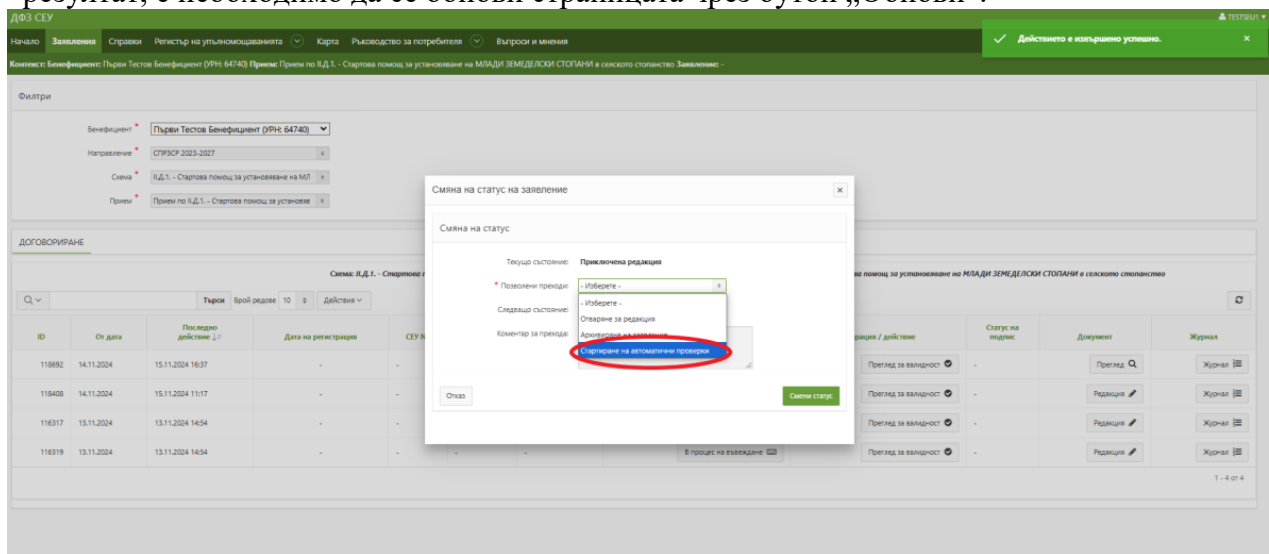 резултат, е необходимо да се обнови страницата чрез бутон „Обнови“.
ДФЗ СЕУ
TESTSEU1
Начало Заявления Справки Регистър на упълномощаванията Карта Ръководство за потребителя Въпроси и мнения
Действието е извършено успешно. ×
Контекст: Бенефициент: Първи Тестов Бенефициент (УРН: 64740) Прием: Прием по II.Д.1. - Стартова помощ за установяване на МЛАДИ ЗЕМЕДЕЛСКИ СТОПАНИ в селското стопанство Заявление: -
Филтри
Бенефициент * Първи Тестов Бенефициент (УРН: 64740)
Направление * СПРЗСР 2023-2027
Схема * II.Д.1. - Стартова помощ за установяване на МЛ
Прием * Прием по II.Д.1. - Стартова помощ за установяв
Смяна на статус на заявление ×
Смяна на статус
Текущо състояние: Приключена редакция
* Позволени преходи: - Изберете -
- Изберете -
Отваряне за редакция
Архивиране на заявление
Стартиране на автоматични проверки
Следващо състояние:
Коментар за прехода:
Отказ Смени статус
ДОГОВОРИРАНЕ
Схема: II.Д.1. - Стартова п
ва помощ за установяване на МЛАДИ ЗЕМЕДЕЛСКИ СТОПАНИ в селското стопанство
Търси Брой редове 10 Действия
ID От дата Последно действие Дата на регистрация СЕУ N
рация / действие Статус на подпис Документ Журнал
118692 14.11.2024 15.11.2024 16:37 - - Преглед за валидност - Преглед Журнал
118408 14.11.2024 15.11.2024 11:17 - - Преглед за валидност - Редакция Журнал
116317 13.11.2024 13.11.2024 14:54 - - Преглед за валидност - Редакция Журнал
116319 13.11.2024 13.11.2024 14:54 - - - - В процес на въвеждане Преглед за валидност - Редакция Журнал
1 - 4 от 4